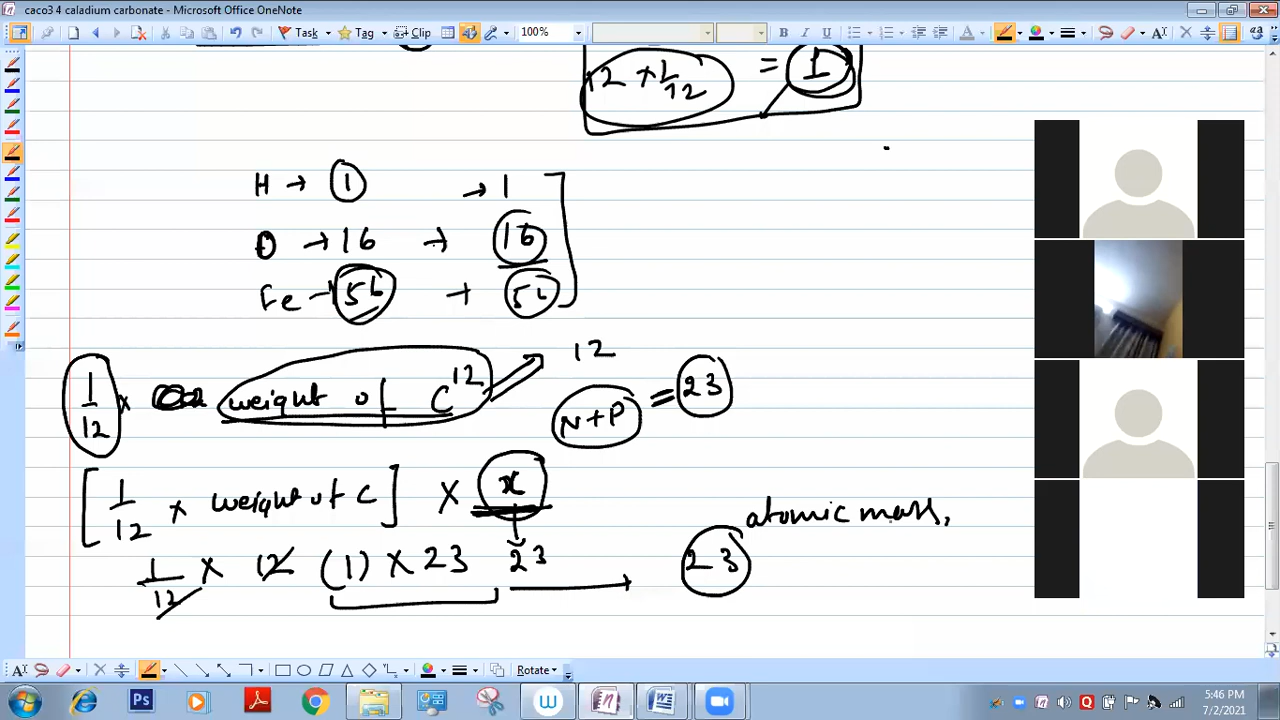 caco3 4 caladium carbonate - Microsoft Office OneNote
Task Tag Clip 100%
12 × 1/12 = 1
H → 1 → 1
O → 16 → 16
Fe → 56 → 56
1/12 × weight of C12 12
N+P = 23
[1/12 × weight of C] × x
atomic mass,
1/12 × 12 (1) × 23 23 23
Rotate
5:46 PM
7/2/2021